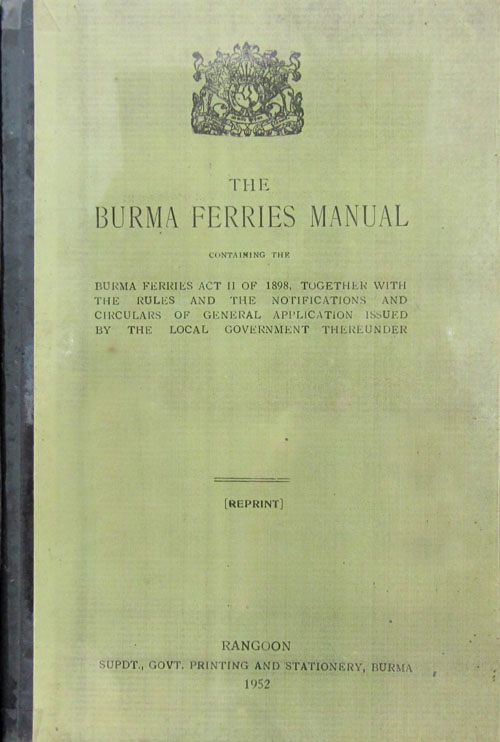 THE
BURMA FERRIES MANUAL
CONTAINING THE
BURMA FERRIES ACT II OF 1898, TOGETHER WITH
THE RULES AND THE NOTIFICATIONS AND
CIRCULARS OF GENERAL APPLICATION ISSUED
BY THE LOCAL GOVERNMENT THEREUNDER
[REPRINT]
RANGOON
SUPDT., GOVT. PRINTING AND STATIONERY, BURMA
1952